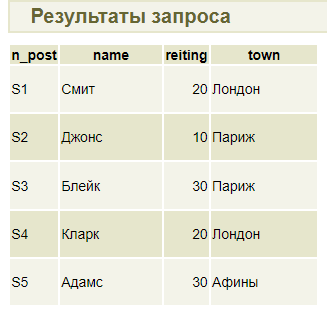 Результаты запроса
n_post name reiting town
S1 Смит 20 Лондон
S2 Джонс 10 Париж
S3 Блейк 30 Париж
S4 Кларк 20 Лондон
S5 Адамс 30 Афины